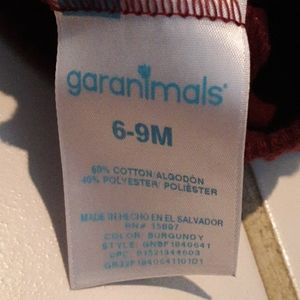 garanimals®
6-9M
60% COTTON/ALGODÓN
40% POLYESTER/POLIÉSTER
MADE IN/HECHO EN EL SALVADOR
RN# 15897
COLOR: BURGUNDY
STYLE: GNBF1840641
UPC: